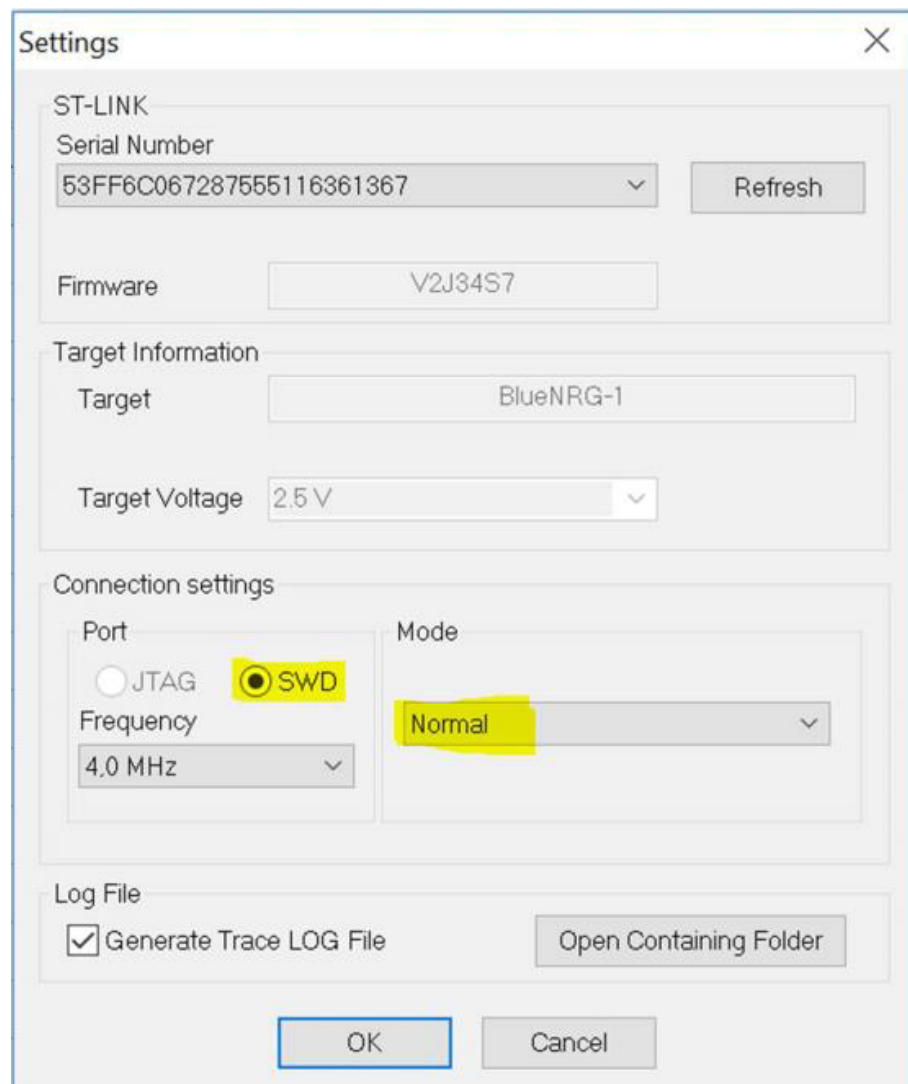 Settings
ST-LINK
Serial Number
53FF6C067287555116361367
Refresh
Firmware
V2J34S7
Target Information
Target
BlueNRG-1
Target Voltage
2.5 V
Connection settings
Port
Mode
JTAG
SWD
Frequency
Normal
4,0 MHz
Log File
Generate Trace LOG File
Open Containing Folder
OK
Cancel